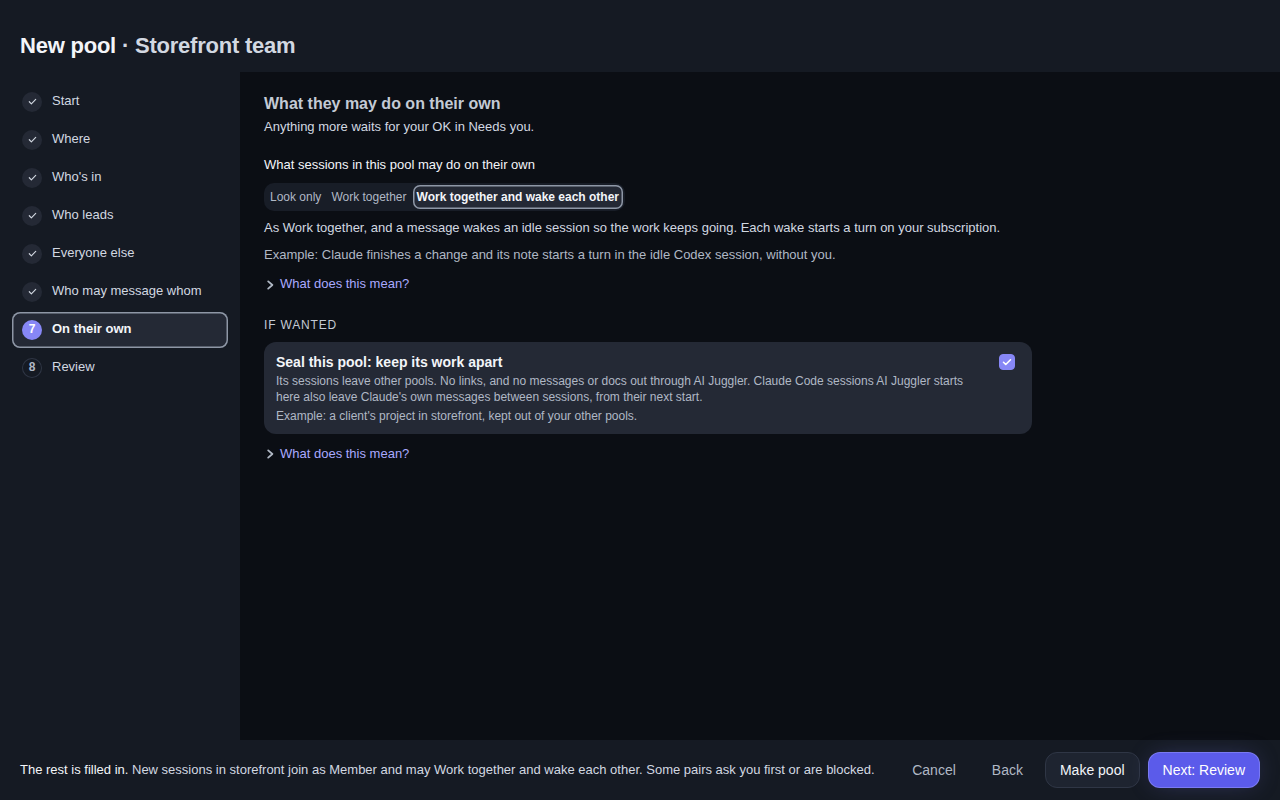 New pool · Storefront team
Start
Where
Who's in
Who leads
Everyone else
Who may message whom
7 On their own
8 Review
What they may do on their own
Anything more waits for your OK in Needs you.
What sessions in this pool may do on their own
Look only Work together Work together and wake each other
As Work together, and a message wakes an idle session so the work keeps going. Each wake starts a turn on your subscription.
Example: Claude finishes a change and its note starts a turn in the idle Codex session, without you.
What does this mean?
IF WANTED
Seal this pool: keep its work apart
Its sessions leave other pools. No links, and no messages or docs out through AI Juggler. Claude Code sessions AI Juggler starts
here also leave Claude's own messages between sessions, from their next start.
Example: a client's project in storefront, kept out of your other pools.
What does this mean?
The rest is filled in. New sessions in storefront join as Member and may Work together and wake each other. Some pairs ask you first or are blocked.
Cancel Back Make pool Next: Review